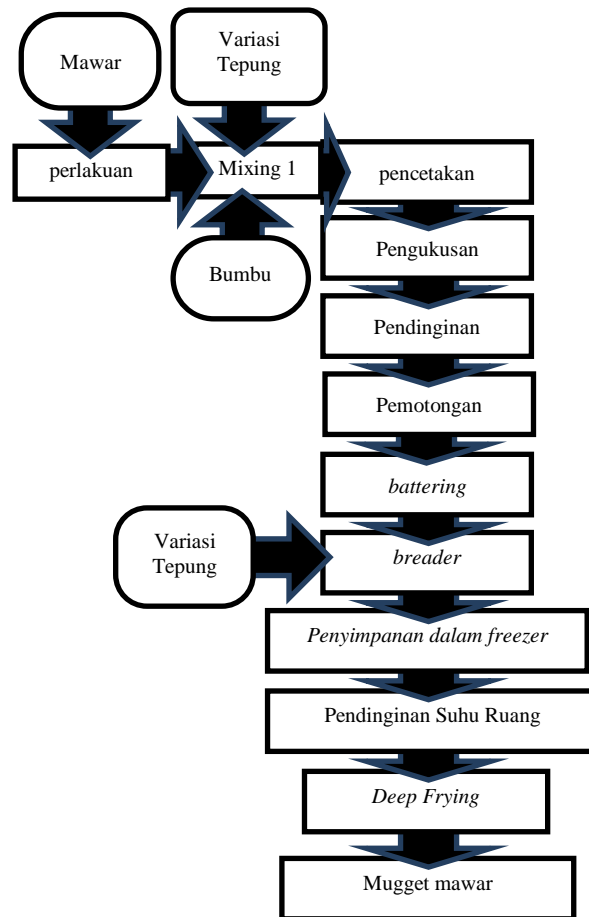 Mawar
Variasi
Tepung
perlakuan
Mixing 1
pencetakan
Bumbu
Pengukusan
Pendinginan
Pemotongan
battering
Variasi
Tepung
breader
Penyimpanan dalam freezer
Pendinginan Suhu Ruang
Deep Frying
Mugget mawar